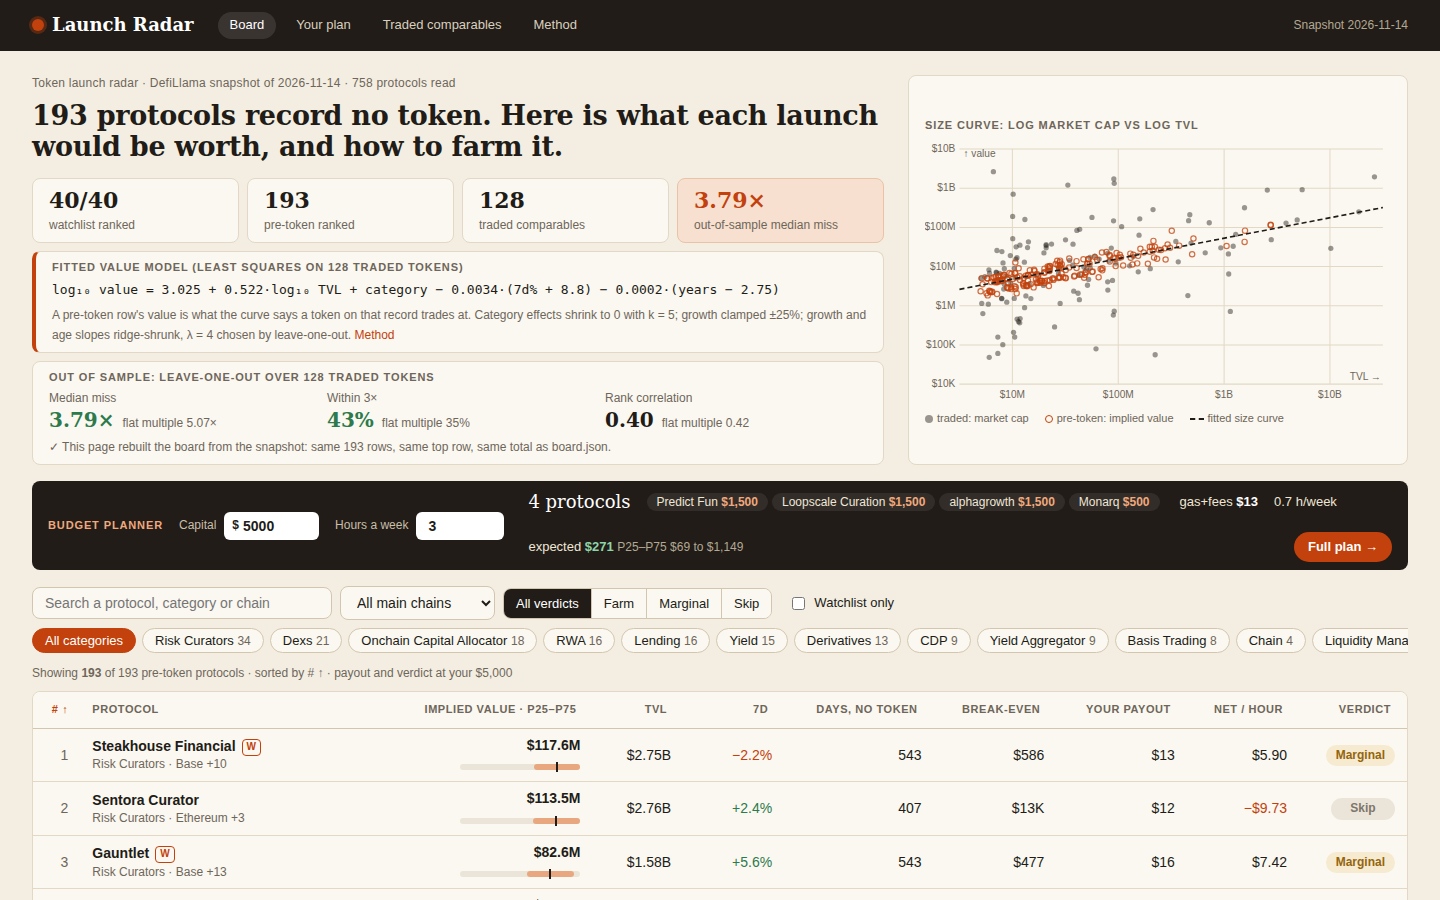 Launch Radar
Board
Your plan
Traded comparables
Method
Snapshot 2026-11-14
Token launch radar · DefiLlama snapshot of 2026-11-14 · 758 protocols read
193 protocols record no token. Here is what each launch
would be worth, and how to farm it.
40/40
watchlist ranked
193
pre-token ranked
128
traded comparables
3.79×
out-of-sample median miss
FITTED VALUE MODEL (LEAST SQUARES ON 128 TRADED TOKENS)
log₁₀ value = 3.025 + 0.522·log₁₀ TVL + category − 0.0034·(7d% + 8.8) − 0.0002·(years − 2.75)
A pre-token row's value is what the curve says a token on that record trades at. Category effects shrink to 0 with k = 5; growth clamped ±25%; growth and
age slopes ridge-shrunk, λ = 4 chosen by leave-one-out. Method
OUT OF SAMPLE: LEAVE-ONE-OUT OVER 128 TRADED TOKENS
Median miss
3.79× flat multiple 5.07×
Within 3×
43% flat multiple 35%
Rank correlation
0.40 flat multiple 0.42
✓ This page rebuilt the board from the snapshot: same 193 rows, same top row, same total as board.json.
SIZE CURVE: LOG MARKET CAP VS LOG TVL
↑ value
$10B
$1B
$100M
$10M
$1M
$100K
$10K
TVL →
$10M
$100M
$1B
$10B
traded: market cap
pre-token: implied value
fitted size curve
BUDGET PLANNER
Capital
$ 5000
Hours a week
3
4 protocols
Predict Fun $1,500
Loopscale Curation $1,500
alphagrowth $1,500
Monarq $500
gas+fees $13
0.7 h/week
expected $271 P25–P75 $69 to $1,149
Full plan →
Search a protocol, category or chain
All main chains
All verdicts
Farm
Marginal
Skip
Watchlist only
All categories
Risk Curators 34
Dexs 21
Onchain Capital Allocator 18
RWA 16
Lending 16
Yield 15
Derivatives 13
CDP 9
Yield Aggregator 9
Basis Trading 8
Chain 4
Liquidity Mana
Showing 193 of 193 pre-token protocols · sorted by # ↑ · payout and verdict at your $5,000
# ↑
PROTOCOL
IMPLIED VALUE · P25–P75
TVL
7D
DAYS, NO TOKEN
BREAK-EVEN
YOUR PAYOUT
NET / HOUR
VERDICT
1
Steakhouse Financial W
Risk Curators · Base +10
$117.6M
$2.75B
−2.2%
543
$586
$13
$5.90
Marginal
2
Sentora Curator
Risk Curators · Ethereum +3
$113.5M
$2.76B
+2.4%
407
$13K
$12
−$9.73
Skip
3
Gauntlet W
Risk Curators · Base +13
$82.6M
$1.58B
+5.6%
543
$477
$16
$7.42
Marginal